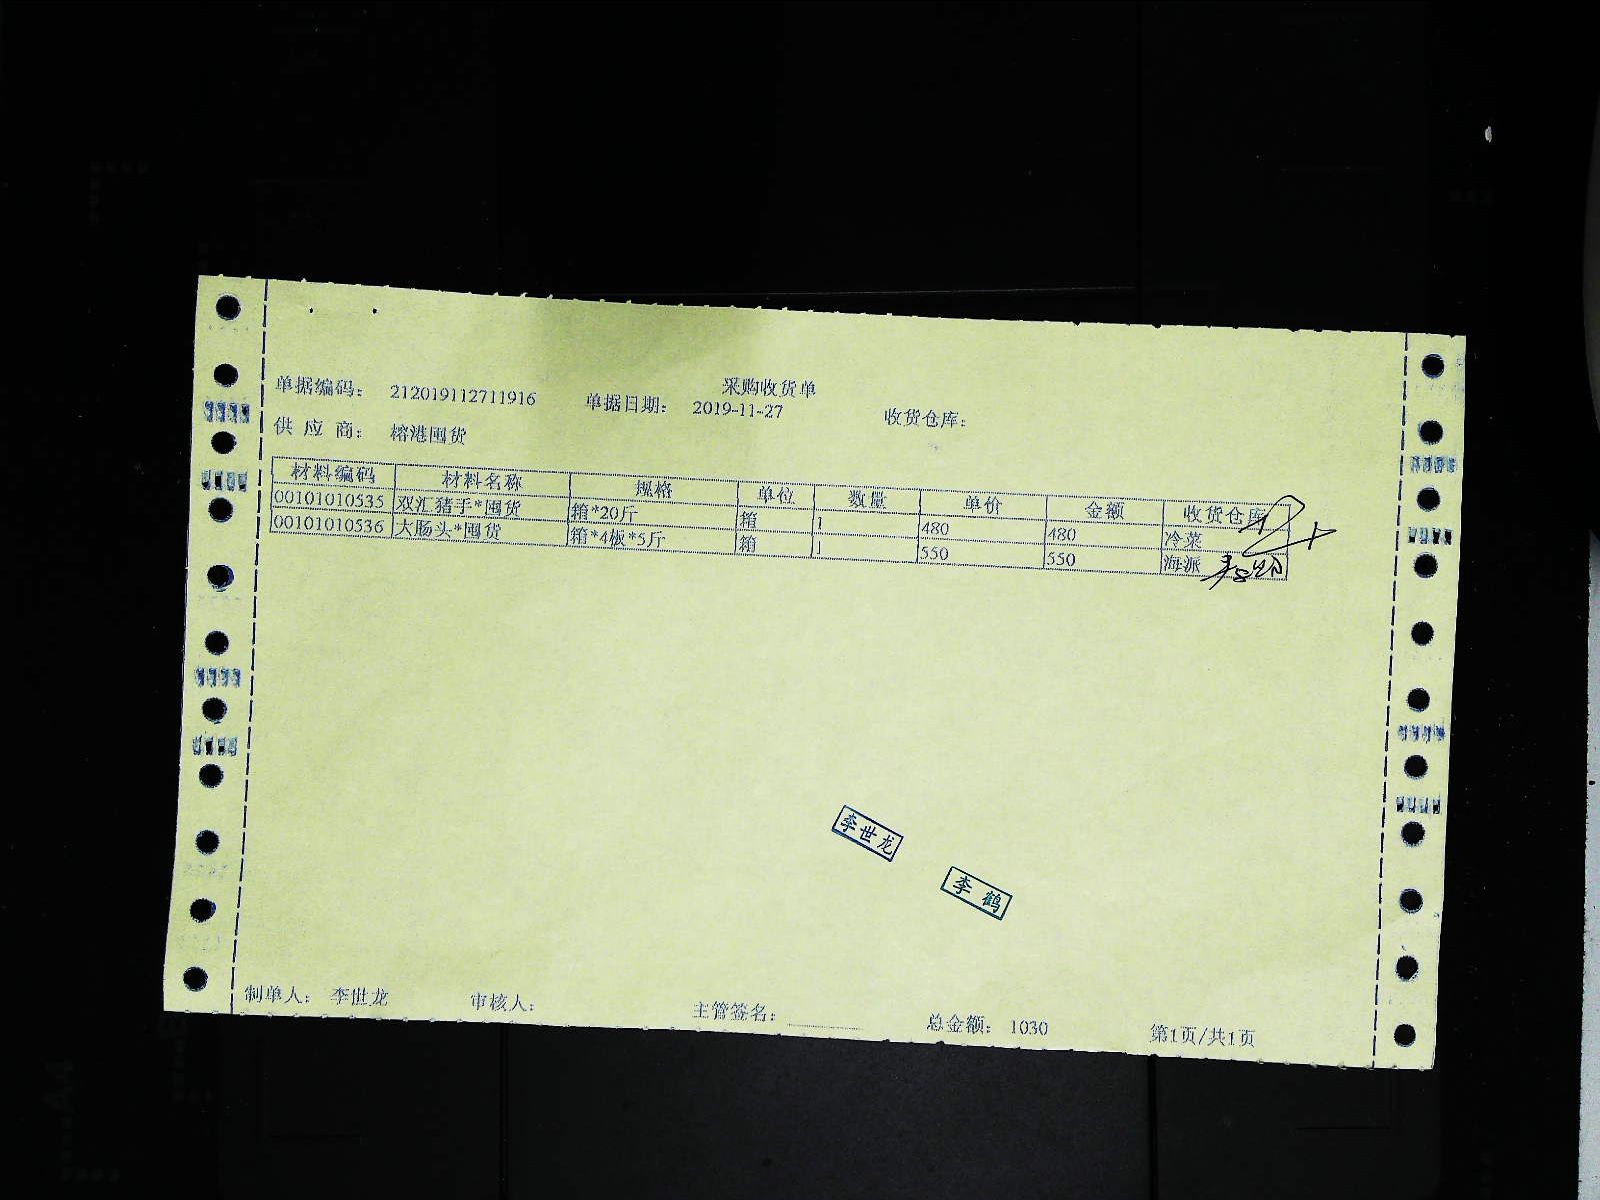 采购收货单
单据编码： 212019112711916 单据日期： 2019-11-27 收货仓库：
供 应 商： 榕港囤货
材料编码 材料名称 规格 单位 数量 单价 金额 收货仓库
00101010535 双汇猪手*囤货 箱*20斤 箱 1 480 480 冷菜
00101010536 大肠头*囤货 箱*4板*5斤 箱 1 550 550 海派
李世龙
李 鹤
制单人： 李世龙 审核人： 主管签名： 总金额： 1030 第1页/共1页